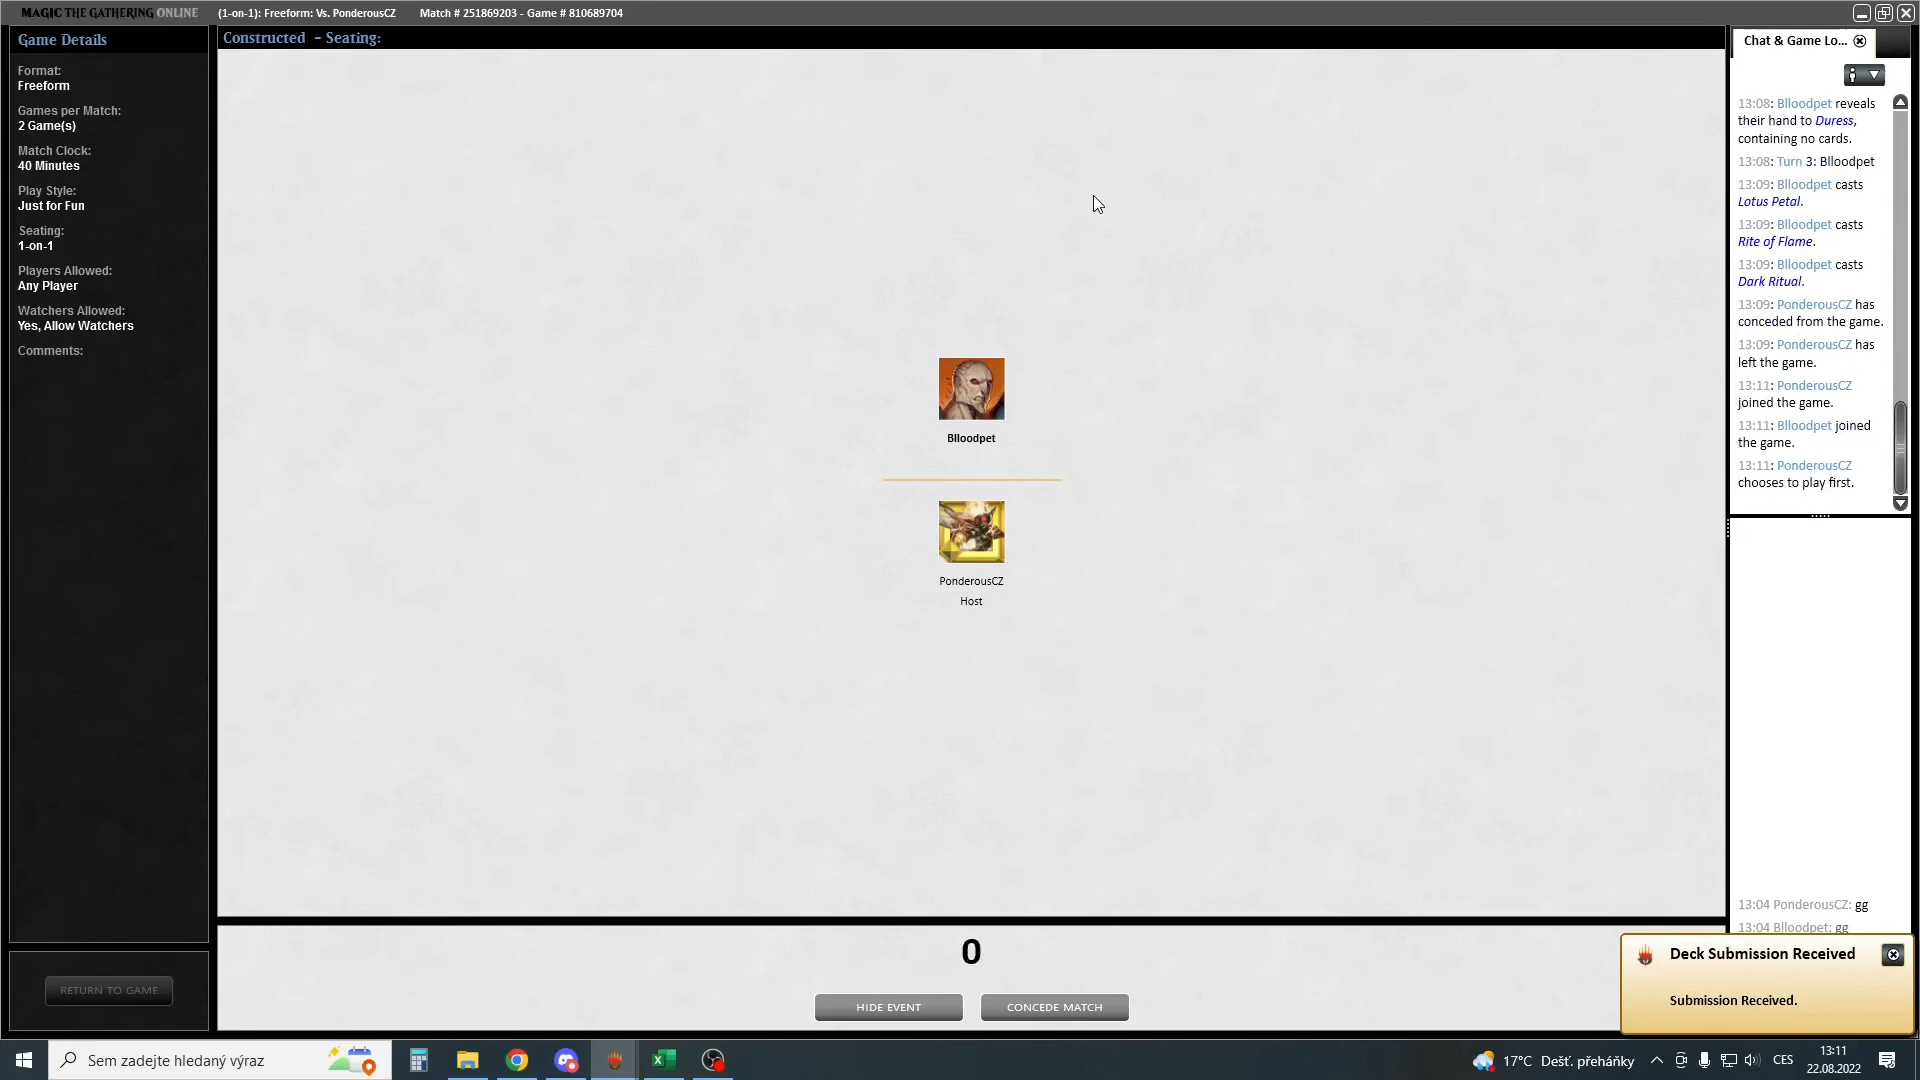 MAGIC THE GATHERING ONLINE (1-on-1): Freeform: Vs. PonderousCZ Match # 251869203 - Game # 810689704
Game Details
Format:
Freeform
Games per Match:
2 Game(s)
Match Clock:
40 Minutes
Play Style:
Just for Fun
Seating:
1-on-1
Players Allowed:
Any Player
Watchers Allowed:
Yes, Allow Watchers
Comments:
RETURN TO GAME
Constructed - Seating:
Blloodpet
PonderousCZ
Host
0
HIDE EVENT CONCEDE MATCH
Chat & Game Lo...
13:08: Blloodpet reveals
their hand to Duress,
containing no cards.
13:08: Turn 3: Blloodpet
13:09: Blloodpet casts
Lotus Petal.
13:09: Blloodpet casts
Rite of Flame.
13:09: Blloodpet casts
Dark Ritual.
13:09: PonderousCZ has
conceded from the game.
13:09: PonderousCZ has
left the game.
13:11: PonderousCZ
joined the game.
13:11: Blloodpet joined
the game.
13:11: PonderousCZ
chooses to play first.
13:04 PonderousCZ: gg
13:04 Blloodpet: gg
Deck Submission Received
Submission Received.
Sem zadejte hledaný výraz
17°C Dešť. přeháňky
CES
13:11
22.08.2022